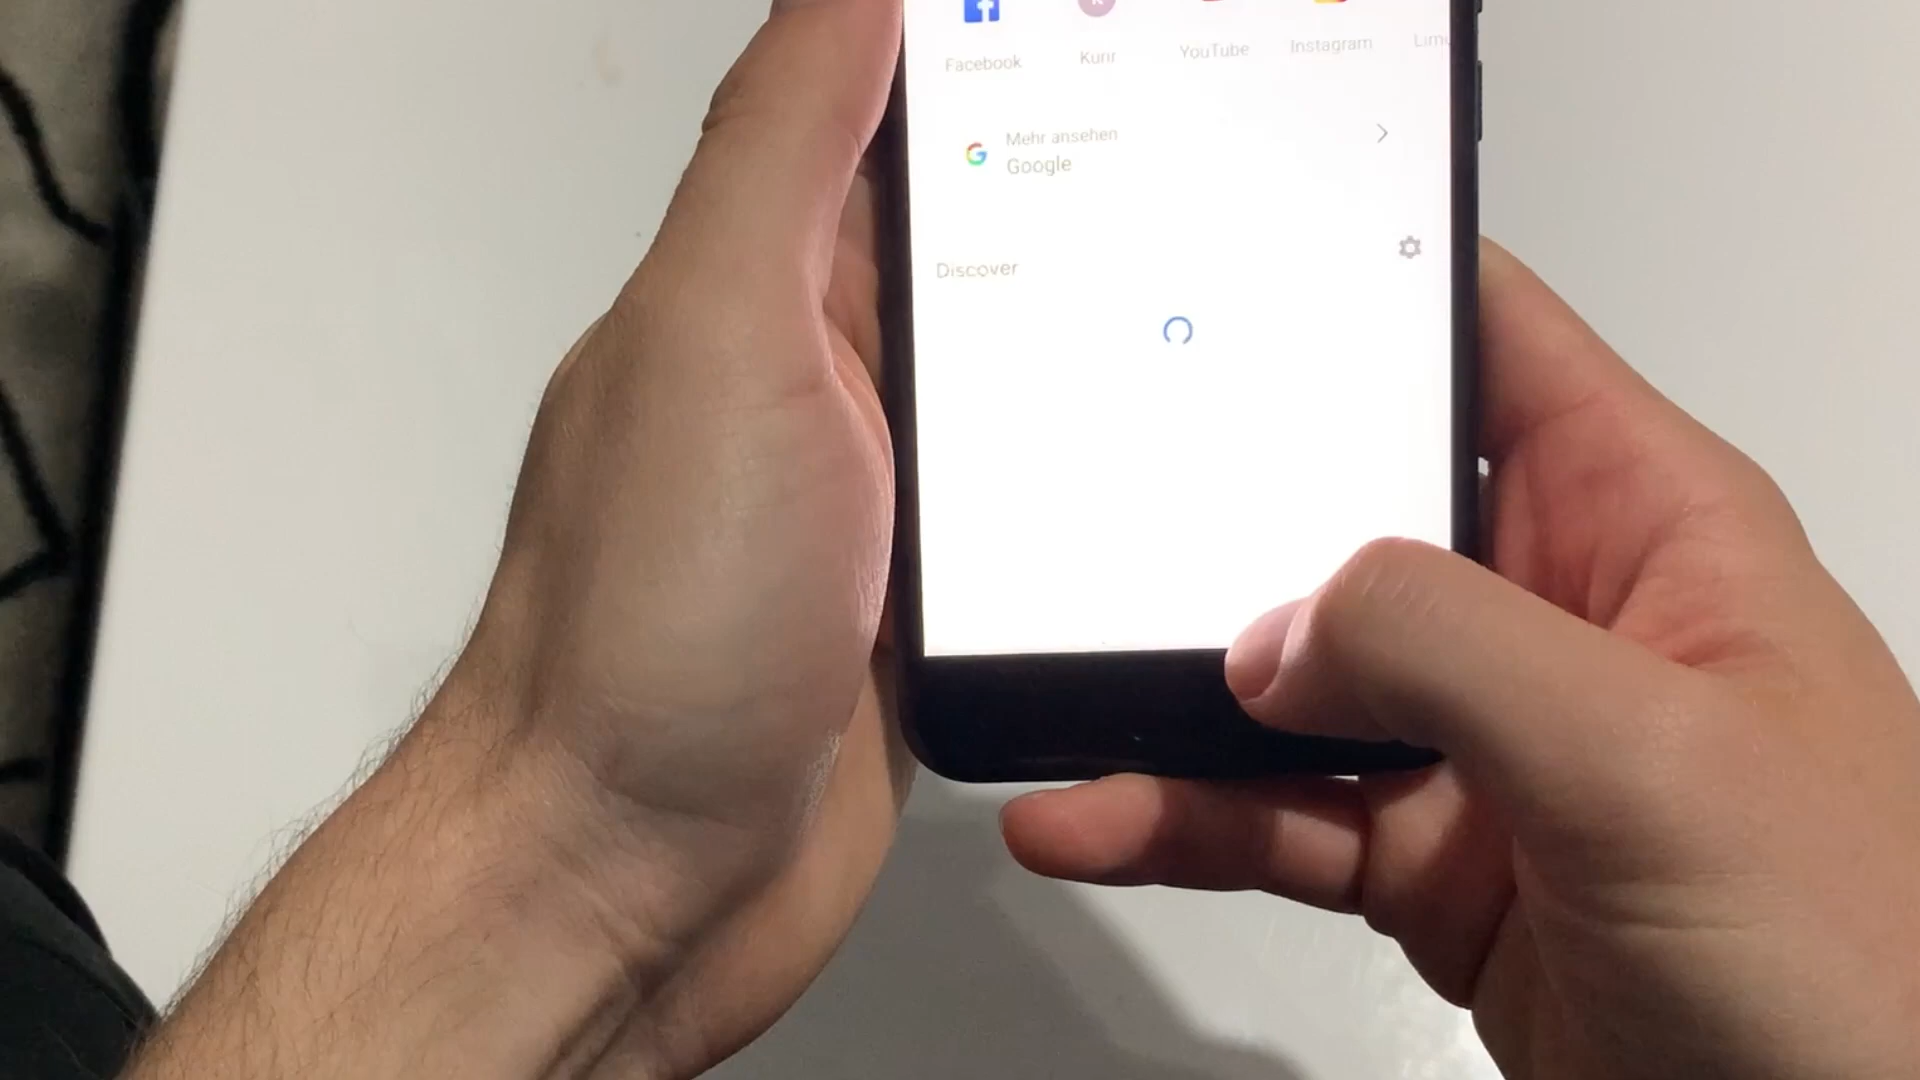 Facebook
Kurir
YouTube
Instagram
Mehr ansehen
Google
Discover